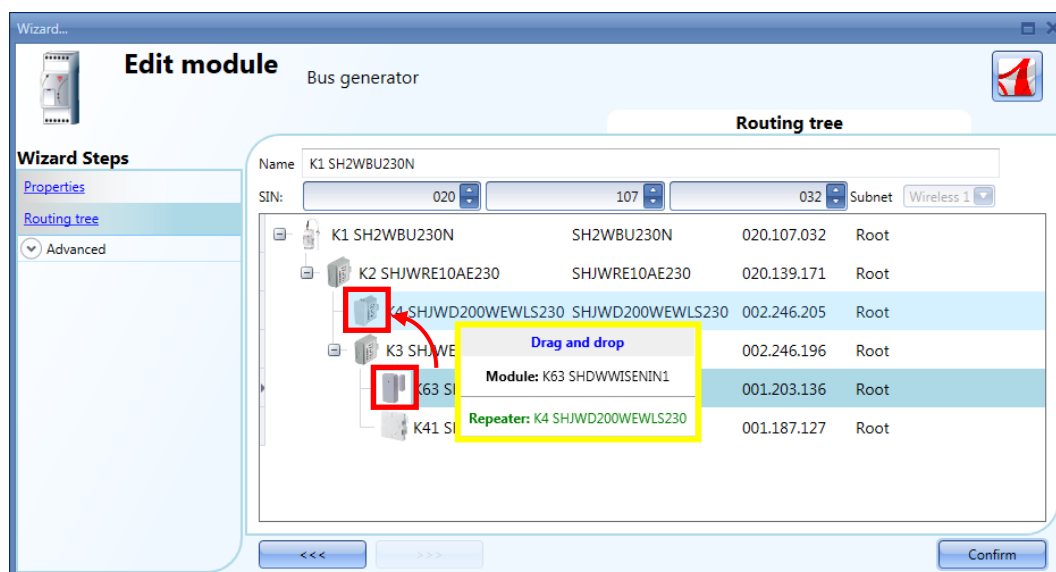 Wizard...
Edit module
Bus generator
Routing tree
Wizard Steps
Properties
Routing tree
Advanced
Name K1 SH2WBU230N
SIN: 020 107 032 Subnet Wireless 1
K1 SH2WBU230N SH2WBU230N 020.107.032 Root
K2 SHJWRE10AE230 SHJWRE10AE230 020.139.171 Root
K4 SHJWD200WEWLS230 SHJWD200WEWLS230 002.246.205 Root
K3 SHJWE 002.246.196 Root
K63 SI 001.203.136 Root
K41 SI 001.187.127 Root
Drag and drop
Module: K63 SHDWWISENIN1
Repeater: K4 SHJWD200WEWLS230
<<< >>> Confirm